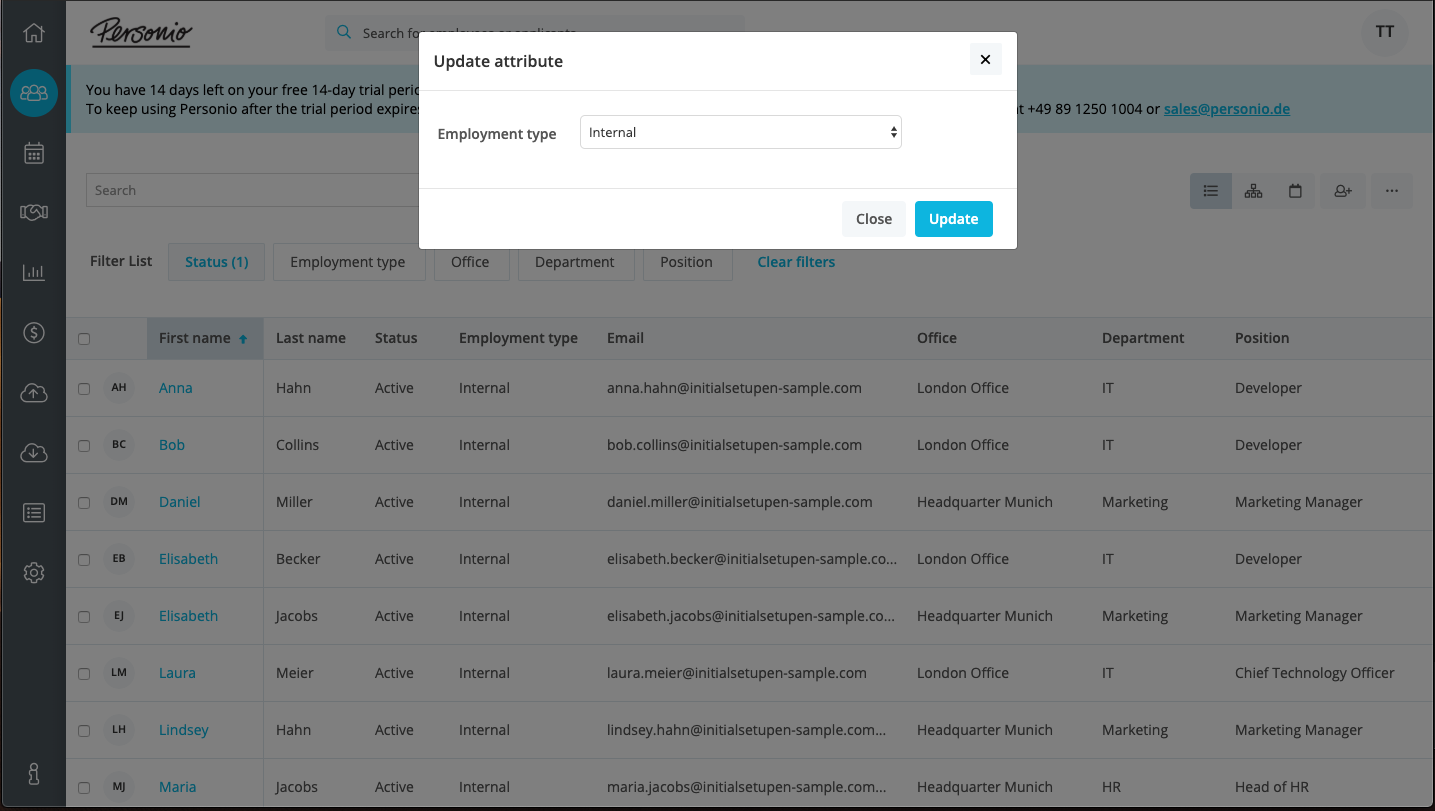 Personio
Search for employees or applicants
TT
Update attribute
You have 14 days left on your free 14-day trial perio
To keep using Personio after the trial period expires
t +49 89 1250 1004 or sales@personio.de
Employment type
Internal
Search
Close
Update
Filter List
Status (1)
Employment type
Office
Department
Position
Clear filters
First name Last name Status Employment type Email Office Department Position
AH Anna Hahn Active Internal anna.hahn@initialsetupen-sample.com London Office IT Developer
BC Bob Collins Active Internal bob.collins@initialsetupen-sample.com London Office IT Developer
DM Daniel Miller Active Internal daniel.miller@initialsetupen-sample.com Headquarter Munich Marketing Marketing Manager
EB Elisabeth Becker Active Internal elisabeth.becker@initialsetupen-sample.co... London Office IT Developer
EJ Elisabeth Jacobs Active Internal elisabeth.jacobs@initialsetupen-sample.co... Headquarter Munich Marketing Marketing Manager
LM Laura Meier Active Internal laura.meier@initialsetupen-sample.com London Office IT Chief Technology Officer
LH Lindsey Hahn Active Internal lindsey.hahn@initialsetupen-sample.com... Headquarter Munich Marketing Marketing Manager
MJ Maria Jacobs Active Internal maria.jacobs@initialsetupen-sample.com... Headquarter Munich HR Head of HR